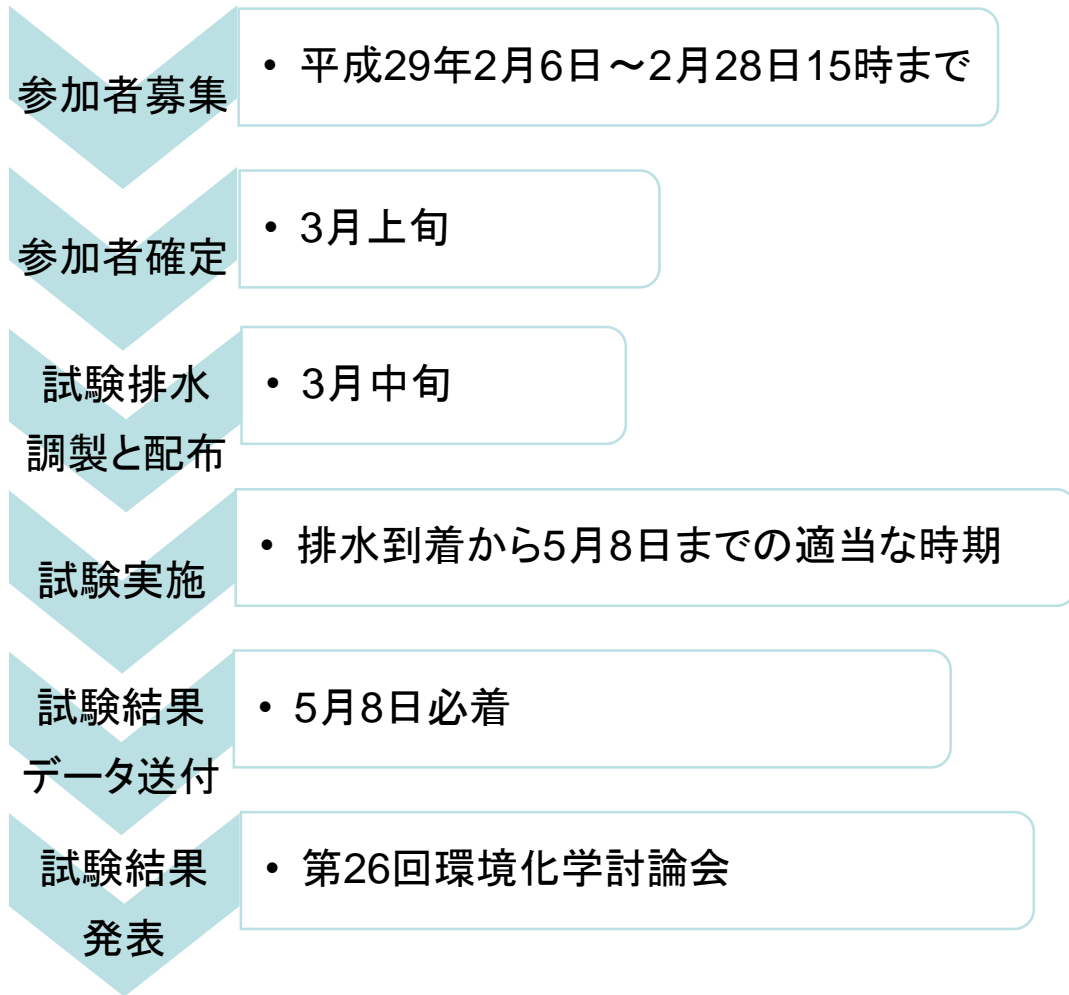 参加者募集
• 平成29年2月6日～2月28日15時まで
参加者確定
• 3月上旬
試験排水
調製と配布
• 3月中旬
試験実施
• 排水到着から5月8日までの適当な時期
試験結果
データ送付
• 5月8日必着
試験結果
発表
• 第26回環境化学討論会